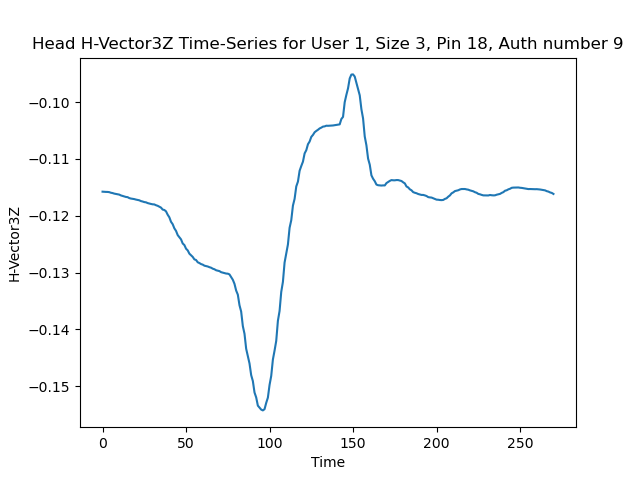 Head H-Vector3Z Time-Series for User 1, Size 3, Pin 18, Auth number 9
H-Vector3Z
−0.10
−0.11
−0.12
−0.13
−0.14
−0.15
0 50 100 150 200 250
Time